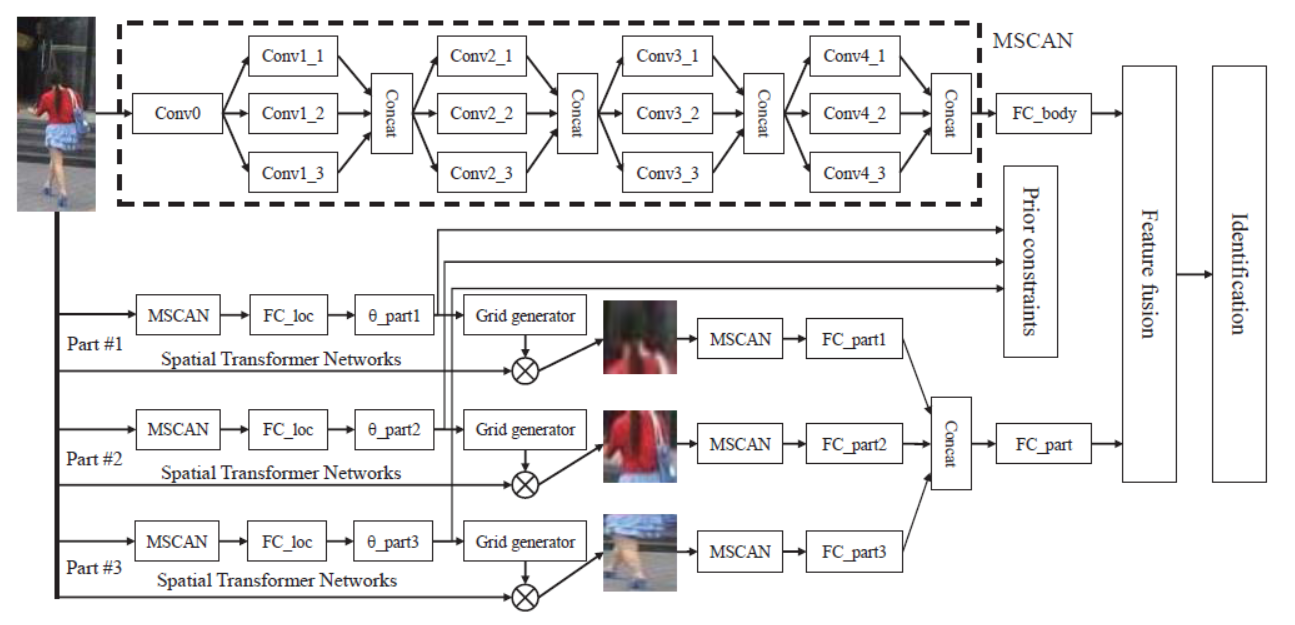 MSCAN
Conv0
Conv1_1
Conv1_2
Conv1_3
Concat
Conv2_1
Conv2_2
Conv2_3
Concat
Conv3_1
Conv3_2
Conv3_3
Concat
Conv4_1
Conv4_2
Conv4_3
Concat
FC_body
Prior constraints
Feature fusion
Identification
Part #1
MSCAN
FC_loc
θ_part1
Grid generator
Spatial Transformer Networks
MSCAN
FC_part1
Part #2
MSCAN
FC_loc
θ_part2
Grid generator
Spatial Transformer Networks
MSCAN
FC_part2
Part #3
MSCAN
FC_loc
θ_part3
Grid generator
Spatial Transformer Networks
MSCAN
FC_part3
Concat
FC_part